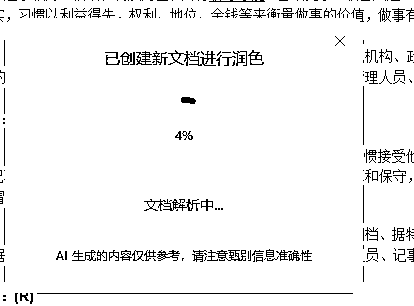 实，习惯以利益得失、权利、地位、金钱等来衡量做事的价值，做事有
机构、政
的
理人员、
已创建新文档进行润色
4%
：
惯接受他
和保守，
文档解析中...
档、据特
AI 生成的内容仅供参考，请注意甄别信息准确性
员、记事
：(R)